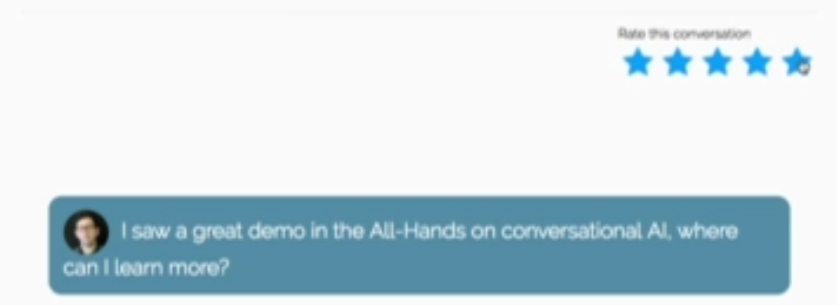 Rate this conversation
I saw a great demo in the All-Hands on conversational AI, where
can I learn more?